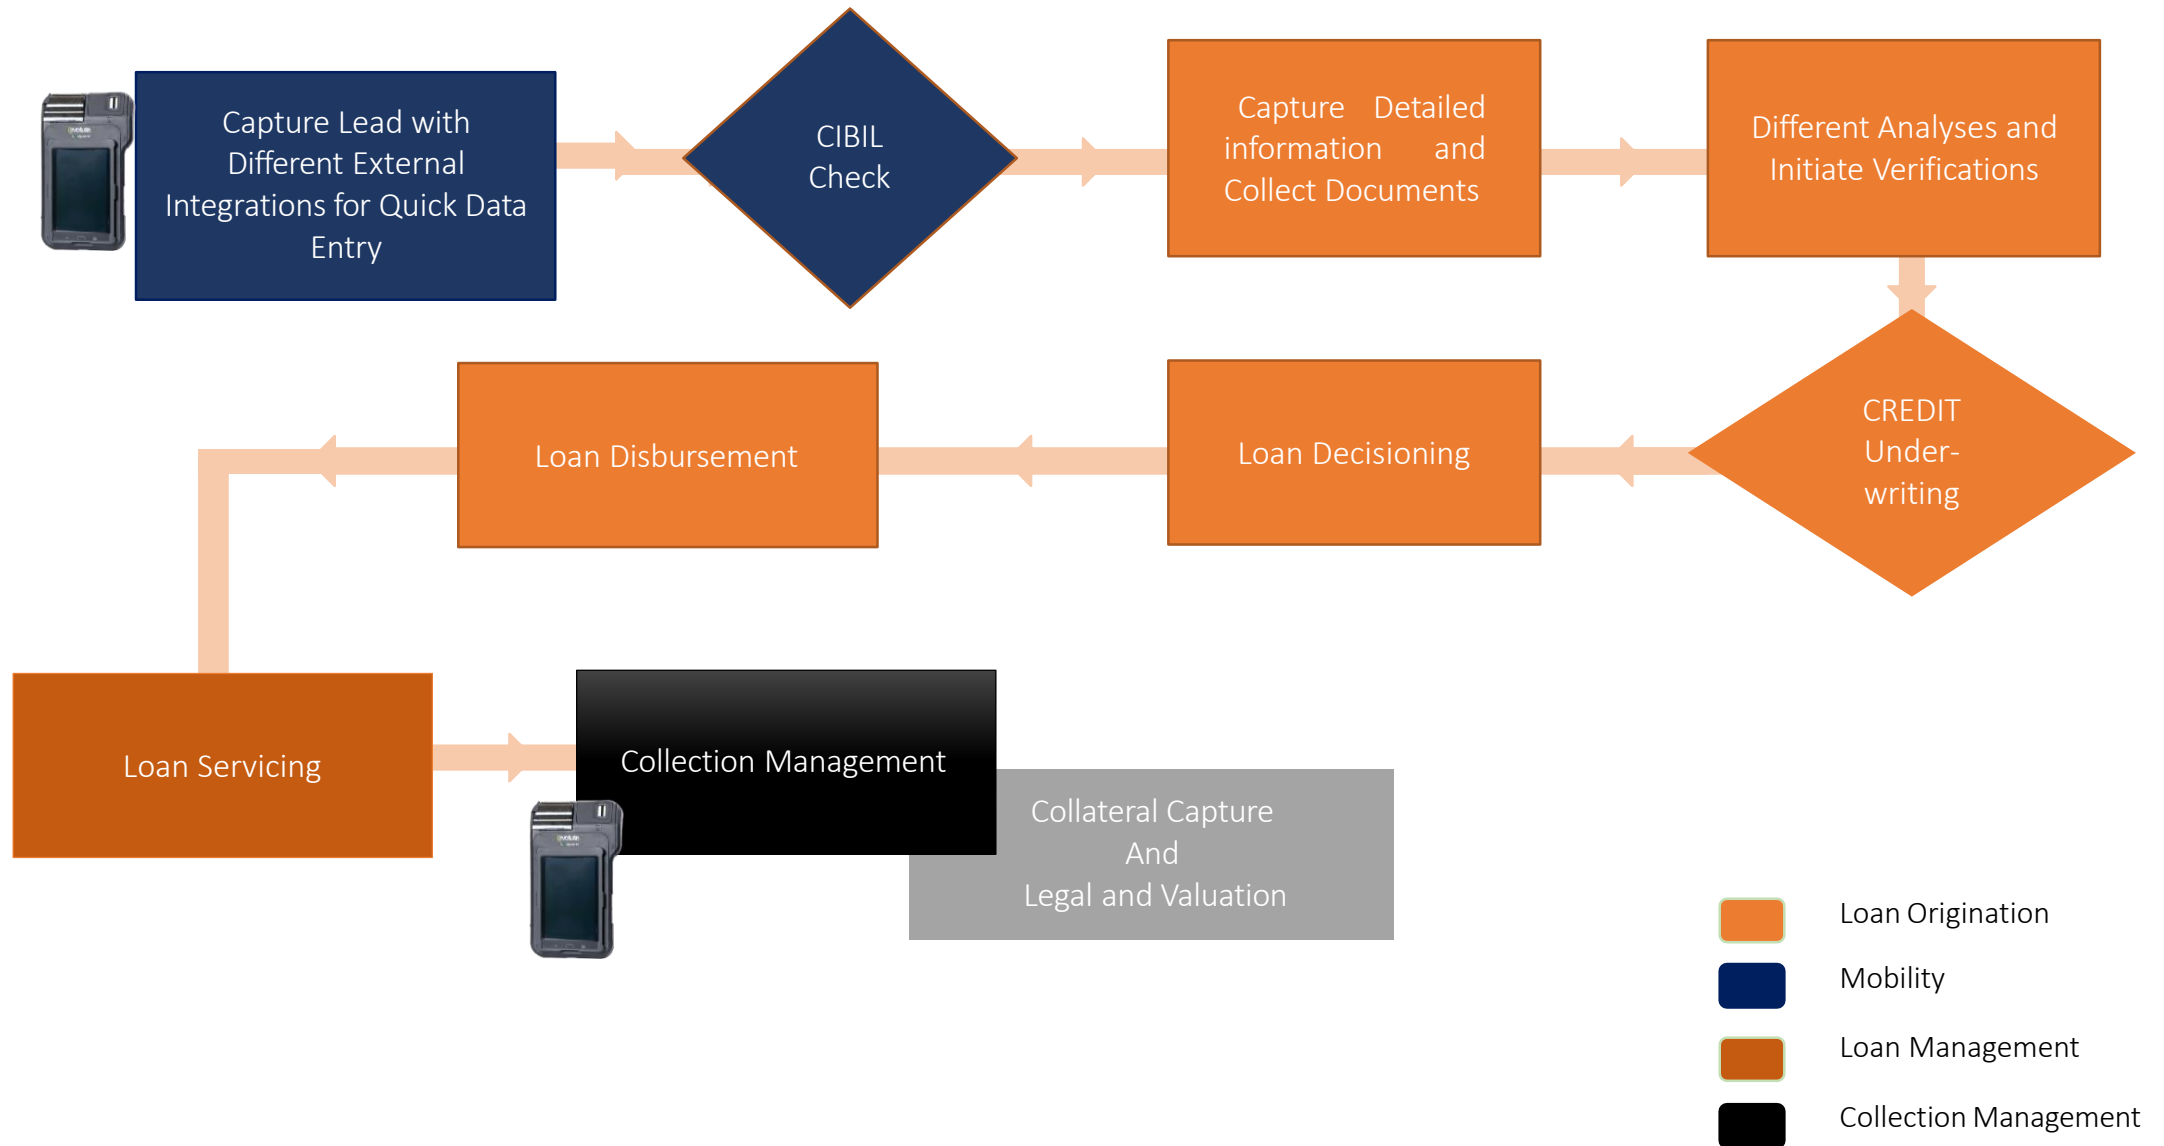 Capture Lead with
Different External
Integrations for Quick Data
Entry
CIBIL
Check
Capture Detailed
information and
Collect Documents
Different Analyses and
Initiate Verifications
Loan Disbursement
Loan Decisioning
CREDIT
Under-
writing
Loan Servicing
Collection Management
Collateral Capture
And
Legal and Valuation
Loan Origination
Mobility
Loan Management
Collection Management